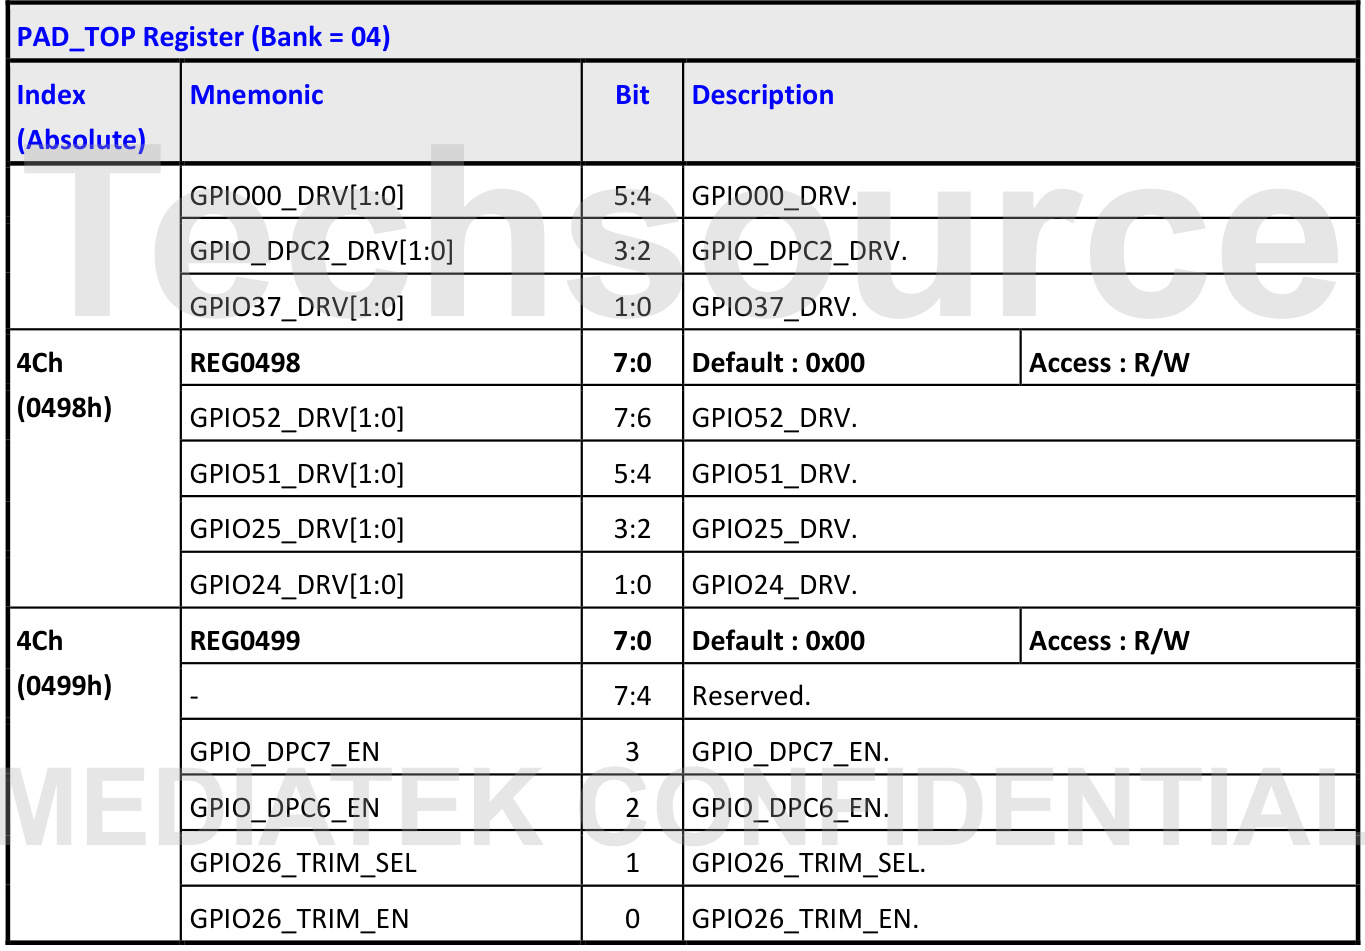 PAD_TOP Register (Bank = 04)
Index (Absolute) Mnemonic Bit Description
GPIO00_DRV[1:0] 5:4 GPIO00_DRV.
GPIO_DPC2_DRV[1:0] 3:2 GPIO_DPC2_DRV.
GPIO37_DRV[1:0] 1:0 GPIO37_DRV.
4Ch (0498h) REG0498 7:0 Default : 0x00 Access : R/W
GPIO52_DRV[1:0] 7:6 GPIO52_DRV.
GPIO51_DRV[1:0] 5:4 GPIO51_DRV.
GPIO25_DRV[1:0] 3:2 GPIO25_DRV.
GPIO24_DRV[1:0] 1:0 GPIO24_DRV.
4Ch (0499h) REG0499 7:0 Default : 0x00 Access : R/W
- 7:4 Reserved.
GPIO_DPC7_EN 3 GPIO_DPC7_EN.
GPIO_DPC6_EN 2 GPIO_DPC6_EN.
GPIO26_TRIM_SEL 1 GPIO26_TRIM_SEL.
GPIO26_TRIM_EN 0 GPIO26_TRIM_EN.
Techsource
MEDIATEK CONFIDENTIAL